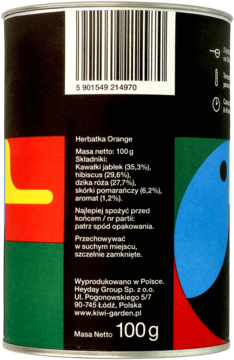 5 901549 214970
Herbatka Orange
Masa netto: 100 g
Składniki:
Kawałki jabłek (35,3%),
hibiscus (29,6%),
dzika róża (27,7%),
skórki pomarańczy (6,2%),
aromat (1,2%).
Najlepiej spożyć przed
końcem / nr partii:
patrz spód opakowania.
Przechowywać
w suchym miejscu,
szczelnie zamknięte.
Wyprodukowano w Polsce.
Heyday Group Sp. z o.o.
Ul. Pogonowskiego 5/7
90-745 Łódź, Polska
www.kiwi-garden.pl
Masa Netto 100 g